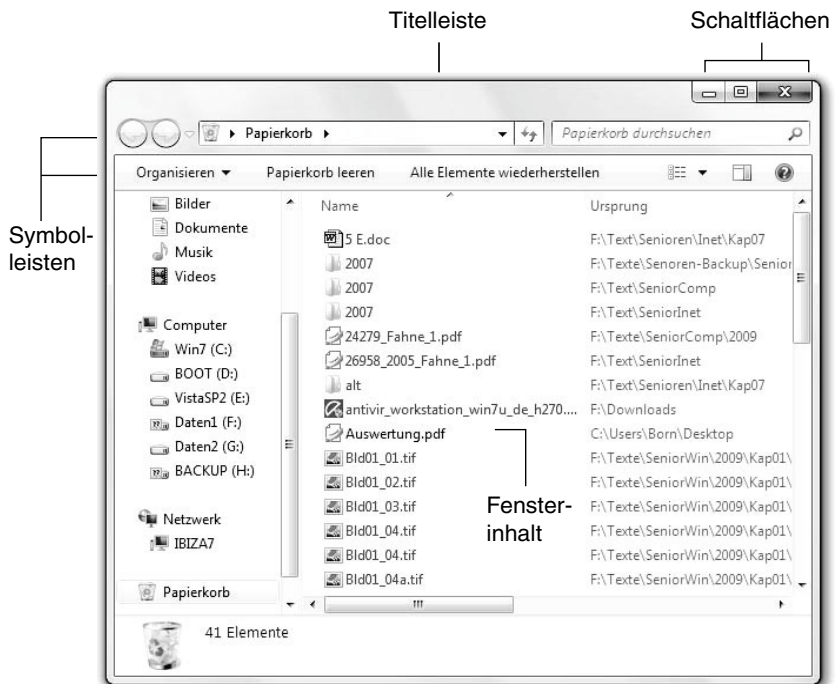 Titelleiste
Schaltflächen
Papierkorb
Papierkorb durchsuchen
Organisieren
Papierkorb leeren
Alle Elemente wiederherstellen
Symbol-
leisten
Bilder
Dokumente
Musik
Videos
Computer
Win7 (C:)
BOOT (D:)
VistaSP2 (E:)
Daten1 (F:)
Daten2 (G:)
BACKUP (H:)
Netzwerk
IBIZA7
Papierkorb
Name Ursprung
5 E.doc F:\Text\Senioren\Inet\Kap07
2007 F:\Texte\Senoren-Backup\Senior
2007 F:\Text\SeniorComp
2007 F:\Text\SeniorInet
24279_Fahne_1.pdf F:\Texte\SeniorComp\2009
26958_2005_Fahne_1.pdf F:\Text\SeniorInet
alt F:\Text\Senioren\Inet\Kap07
antivir_workstation_win7u_de_h270.... F:\Downloads
Auswertung.pdf C:\Users\Born\Desktop
Bld01_01.tif F:\Texte\SeniorWin\2009\Kap01\
Bld01_02.tif F:\Texte\SeniorWin\2009\Kap01\
Bld01_03.tif F:\Texte\SeniorWin\2009\Kap01\
Bld01_04.tif F:\Texte\SeniorWin\2009\Kap01\
Bld01_04.tif F:\Texte\SeniorWin\2009\Kap01\
Bld01_04a.tif F:\Texte\SeniorWin\2009\Kap01\
Fenster-
inhalt
41 Elemente